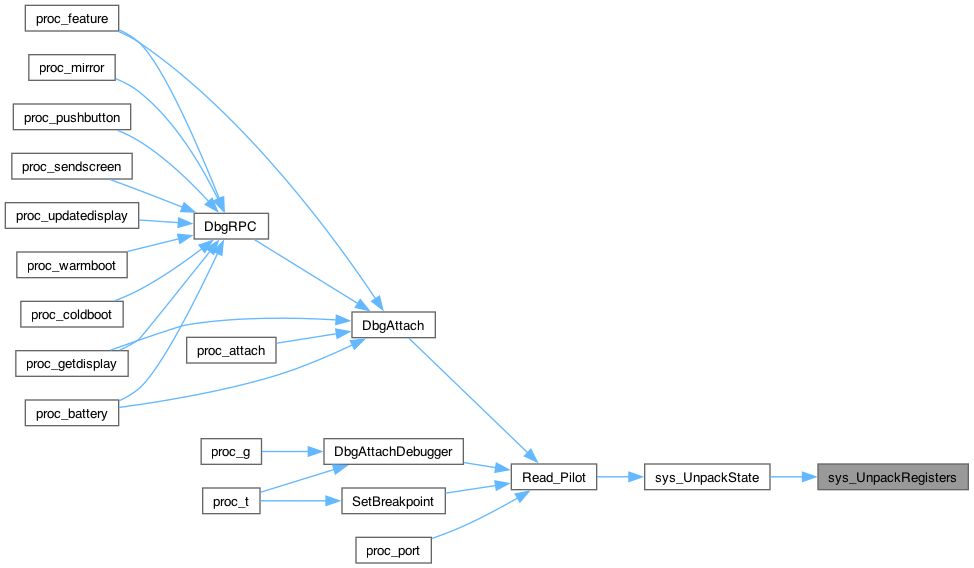 proc_feature
proc_mirror
proc_pushbutton
proc_sendscreen
proc_updatedisplay
DbgRPC
proc_warmboot
proc_coldboot
DbgAttach
proc_attach
proc_getdisplay
proc_battery
proc_g
DbgAttachDebugger
Read_Pilot
sys_UnpackState
sys_UnpackRegisters
proc_t
SetBreakpoint
proc_port